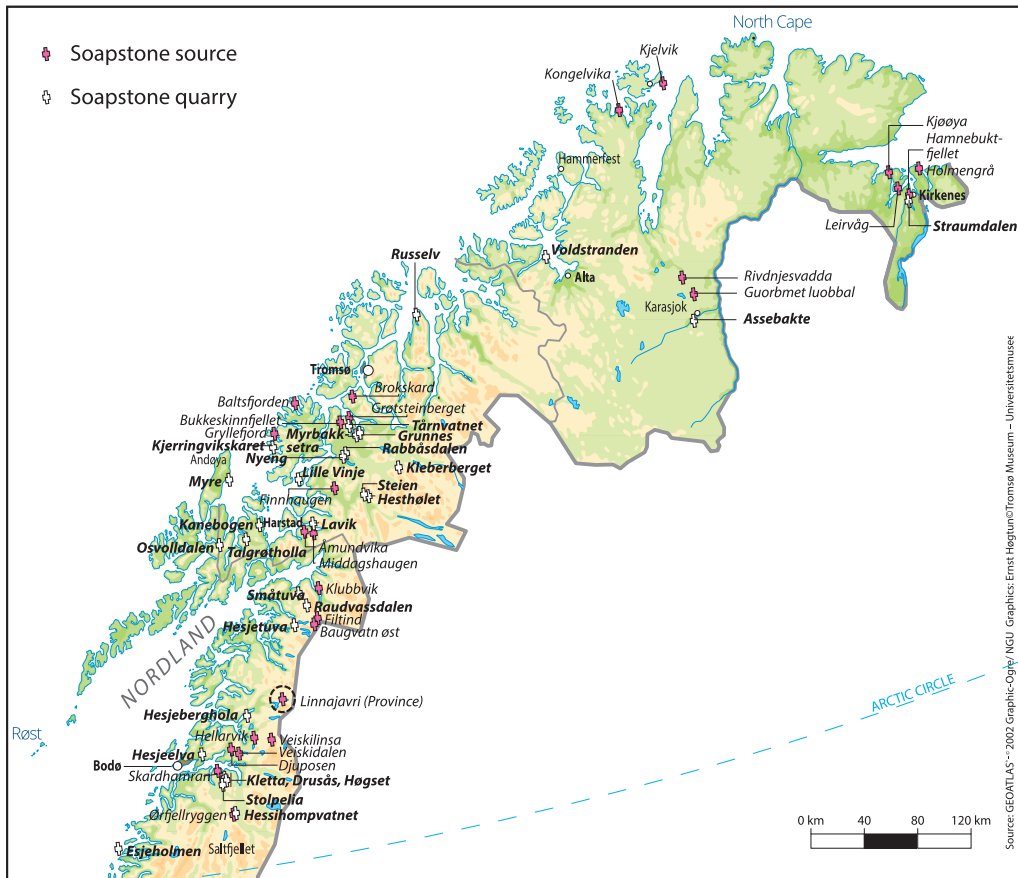 North Cape
Soapstone source
Soapstone quarry
Kjelvik
Kongelvika
Kjøøya
Hamnebukt-
fjellet
Holmengrå
Hammerfest
Kirkenes
Leirvåg
Straumdalen
Russelv
Voldstranden
Alta
Rivdnjesvadda
Guorbmet luobbal
Karasjok
Assebakte
Tromsø
Brokskard
Baltsfjorden
Grøtsteinberget
Bukkeskinnfjellet
Tårnvatnet
Gryllefjord
Myrbakk-
setra
Grunnes
Kjerringvikskaret
Rabbåsdalen
Nyeng
Andøya
Kleberberget
Myre
Lille Vinje
Steien
Finnhaugen
Hesthølet
Kanebogen
Harstad
Lavik
Osvolldalen
Talgrøtholla
Åmundvika
Middagshaugen
Småtuva
Klubbvik
Raudvassdalen
Filtind
Hesjetuva
Baugvatn øst
NORDLAND
Linnajavri (Province)
ARCTIC CIRCLE
Røst
Hesjeberghola
Hellarvik
Veiskilinsa
Hesjeelva
Veiskidalen
Bodø
Djuposen
Skardhamran
Kletta, Drusås, Høgset
Stolpelia
Ørfjellryggen
Hessihompvatnet
Esjeholmen
Saltfjellet
0 km 40 80 120 km
Source: GEOATLAS®-© 2002 Graphic-Ogre/ NGU Graphics: Ernst Høgtun©Tromsø Museum – Universitetsmuseet